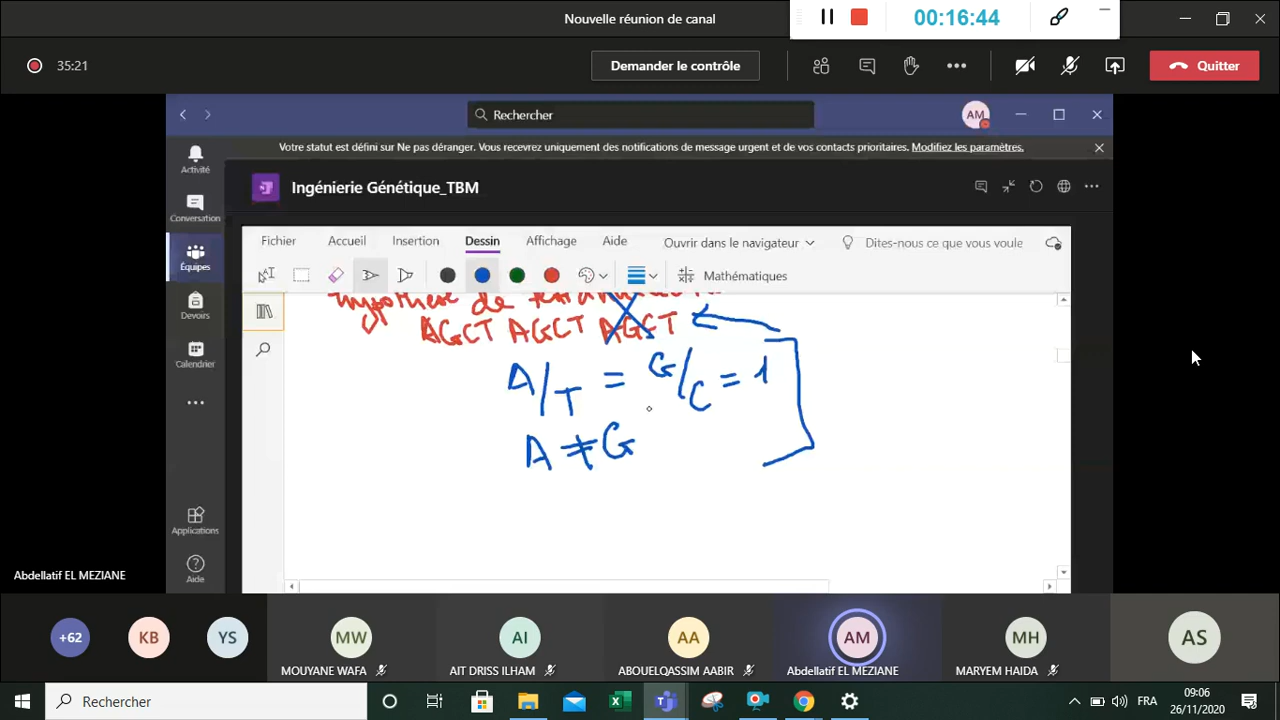 Nouvelle réunion de canal
00:16:44
35:21
Demander le contrôle
Quitter
Rechercher
AM
Votre statut est défini sur Ne pas déranger. Vous recevrez uniquement des notifications de message urgent et de vos contacts prioritaires. Modifiez les paramètres.
Activité
Ingénierie Génétique_TBM
Conversation
Fichier Accueil Insertion Dessin Affichage Aide Ouvrir dans le navigateur Dites-nous ce que vous voule
Équipes
Mathématiques
Devoirs
de
AGCT AGCT AGCT
Calendrier
A/T = G/C = 1
A ≠ G
Applications
Aide
Abdellatif EL MEZIANE
+62 KB YS MW AI AA AM MH AS
MOUYANE WAFA AIT DRISS ILHAM ABOUELQASSIM AABIR Abdellatif EL MEZIANE MARYEM HAIDA
Rechercher
FRA
09:06
26/11/2020